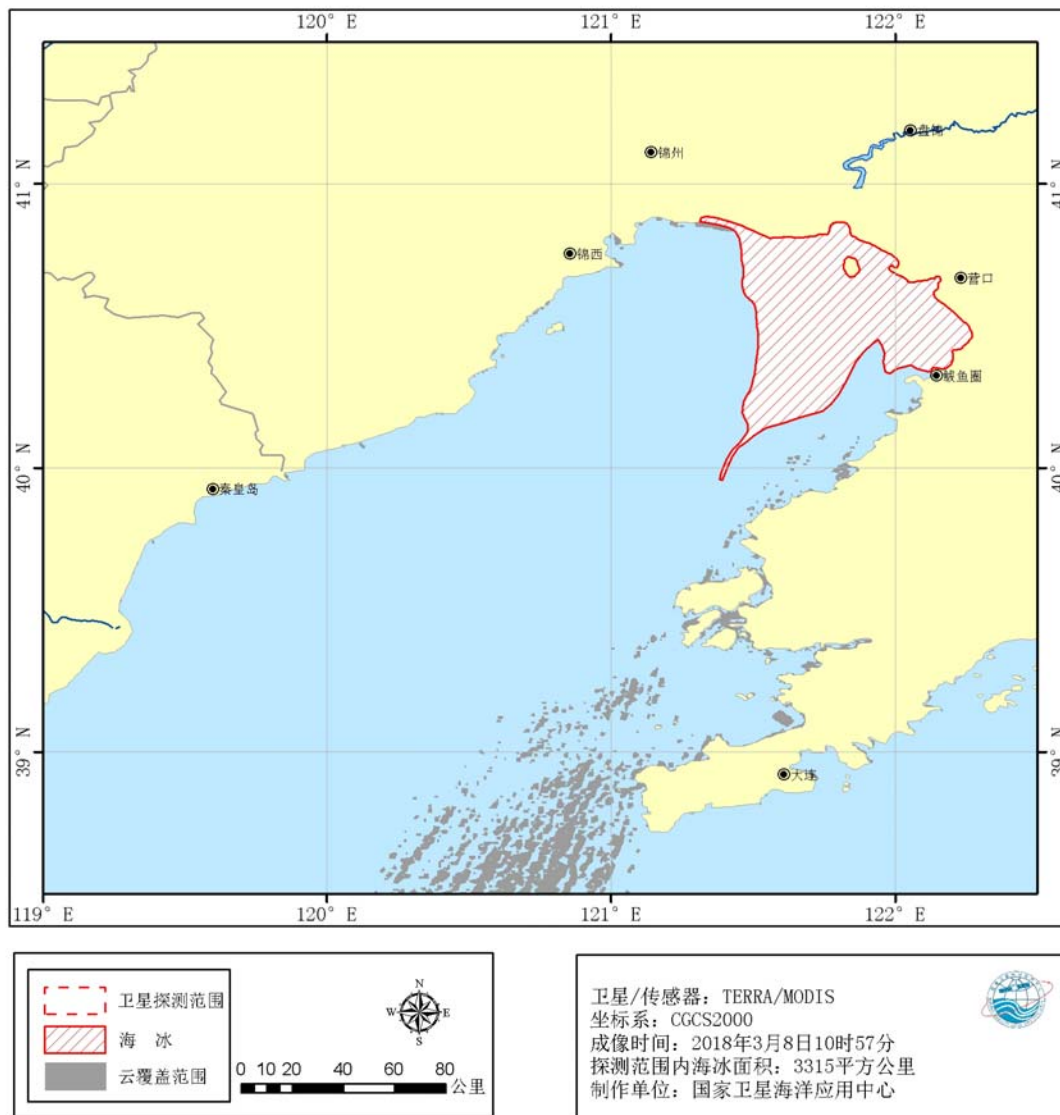 120° E
121° E
122° E
盘锦
锦州
41° N
41° N
锦西
营口
鲅鱼圈
40° N
40° N
秦皇岛
39° N
39° N
大连
119° E
120° E
121° E
122° E
卫星探测范围
海 冰
云覆盖范围
N
W E
S
0 10 20 40 60 80
公里
卫星/传感器: TERRA/MODIS
坐标系: CGCS2000
成像时间: 2018年3月8日10时57分
探测范围内海冰面积: 3315平方公里
制作单位: 国家卫星海洋应用中心